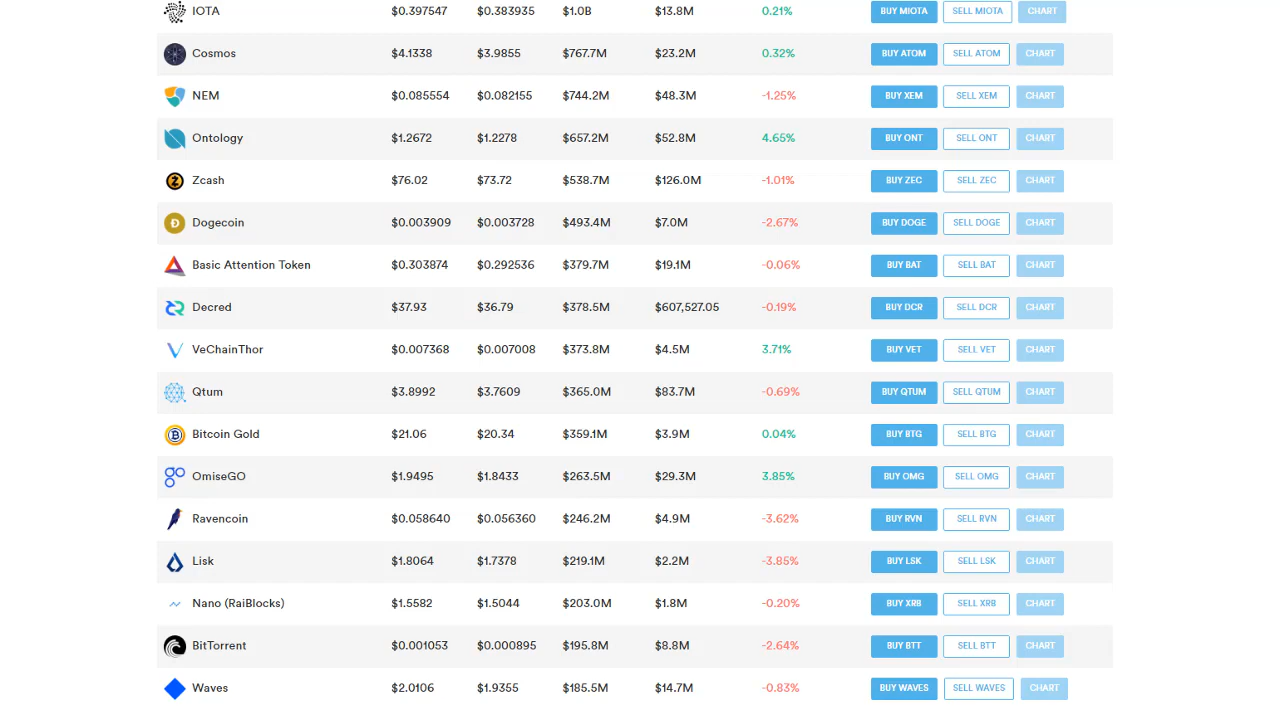 IOTA $0.397547 $0.383935 $1.0B $13.8M 0.21% BUY MIOTA SELL MIOTA CHART
Cosmos $4.1338 $3.9855 $767.7M $23.2M 0.32% BUY ATOM SELL ATOM CHART
NEM $0.085554 $0.082155 $744.2M $48.3M -1.25% BUY XEM SELL XEM CHART
Ontology $1.2672 $1.2278 $657.2M $52.8M 4.65% BUY ONT SELL ONT CHART
Zcash $76.02 $73.72 $538.7M $126.0M -1.01% BUY ZEC SELL ZEC CHART
Dogecoin $0.003909 $0.003728 $493.4M $7.0M -2.67% BUY DOGE SELL DOGE CHART
Basic Attention Token $0.303874 $0.292536 $379.7M $19.1M -0.06% BUY BAT SELL BAT CHART
Decred $37.93 $36.79 $378.5M $607,527.05 -0.19% BUY DCR SELL DCR CHART
VeChainThor $0.007368 $0.007008 $373.8M $4.5M 3.71% BUY VET SELL VET CHART
Qtum $3.8992 $3.7609 $365.0M $83.7M -0.69% BUY QTUM SELL QTUM CHART
Bitcoin Gold $21.06 $20.34 $359.1M $3.9M 0.04% BUY BTG SELL BTG CHART
OmiseGO $1.9495 $1.8433 $263.5M $29.3M 3.85% BUY OMG SELL OMG CHART
Ravencoin $0.058640 $0.056360 $246.2M $4.9M -3.62% BUY RVN SELL RVN CHART
Lisk $1.8064 $1.7378 $219.1M $2.2M -3.85% BUY LSK SELL LSK CHART
Nano (RaiBlocks) $1.5582 $1.5044 $203.0M $1.8M -0.20% BUY XRB SELL XRB CHART
BitTorrent $0.001053 $0.000895 $195.8M $8.8M -2.64% BUY BTT SELL BTT CHART
Waves $2.0106 $1.9355 $185.5M $14.7M -0.83% BUY WAVES SELL WAVES CHART